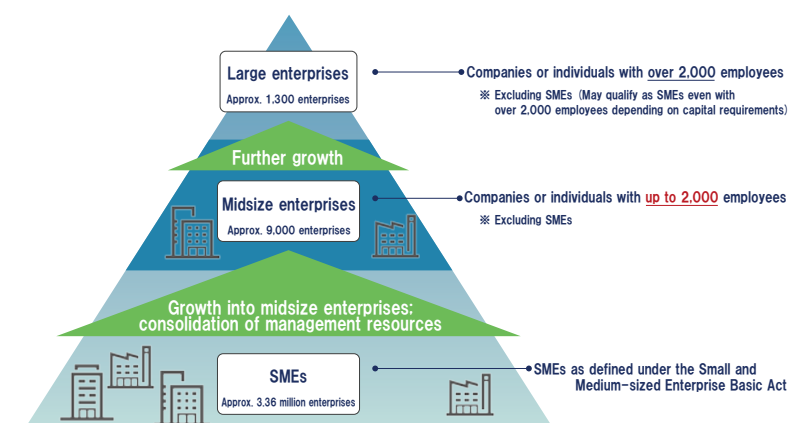 Large enterprises
Approx. 1,300 enterprises
Companies or individuals with over 2,000 employees
※ Excluding SMEs (May qualify as SMEs even with
over 2,000 employees depending on capital requirements)
Further growth
Midsize enterprises
Approx. 9,000 enterprises
Companies or individuals with up to 2,000 employees
※ Excluding SMEs
Growth into midsize enterprises:
consolidation of management resources
SMEs
Approx. 3.36 million enterprises
SMEs as defined under the Small and
Medium-sized Enterprise Basic Act